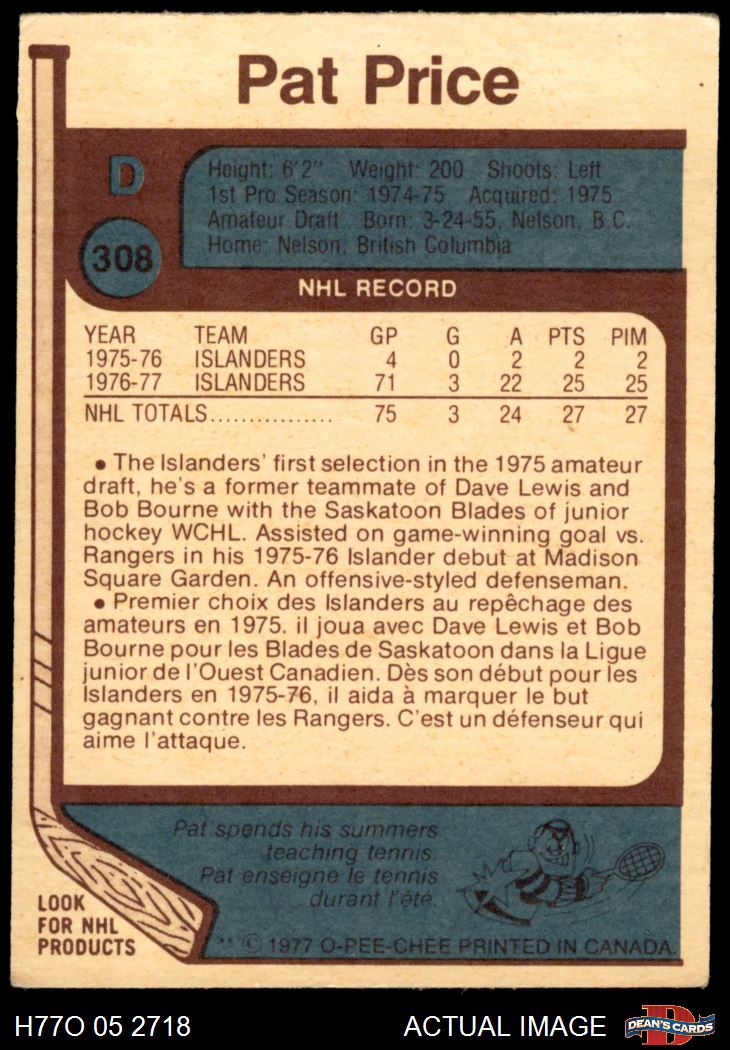 Pat Price
D
Height: 6'2" Weight: 200 Shoots: Left
1st Pro Season: 1974-75 Acquired: 1975
Amateur Draft Born: 3-24-55, Nelson, B.C.
Home: Nelson, British Columbia
308
NHL RECORD
YEAR TEAM GP G A PTS PIM
1975-76 ISLANDERS 4 0 2 2 2
1976-77 ISLANDERS 71 3 22 25 25
NHL TOTALS................ 75 3 24 27 27
● The Islanders' first selection in the 1975 amateur
draft, he's a former teammate of Dave Lewis and
Bob Bourne with the Saskatoon Blades of junior
hockey WCHL. Assisted on game-winning goal vs.
Rangers in his 1975-76 Islander debut at Madison
Square Garden. An offensive-styled defenseman.
● Premier choix des Islanders au repêchage des
amateurs en 1975. il joua avec Dave Lewis et Bob
Bourne pour les Blades de Saskatoon dans la Ligue
junior de l'Ouest Canadien. Dès son début pour les
Islanders en 1975-76, il aida à marquer le but
gagnant contre les Rangers. C'est un défenseur qui
aime l'attaque.
Pat spends his summers
teaching tennis.
Pat enseigne le tennis
durant l'été.
LOOK
FOR NHL
PRODUCTS
** © 1977 O-PEE-CHEE PRINTED IN CANADA.
H77O 05 2718 ACTUAL IMAGE
D
DEAN'S CARDS